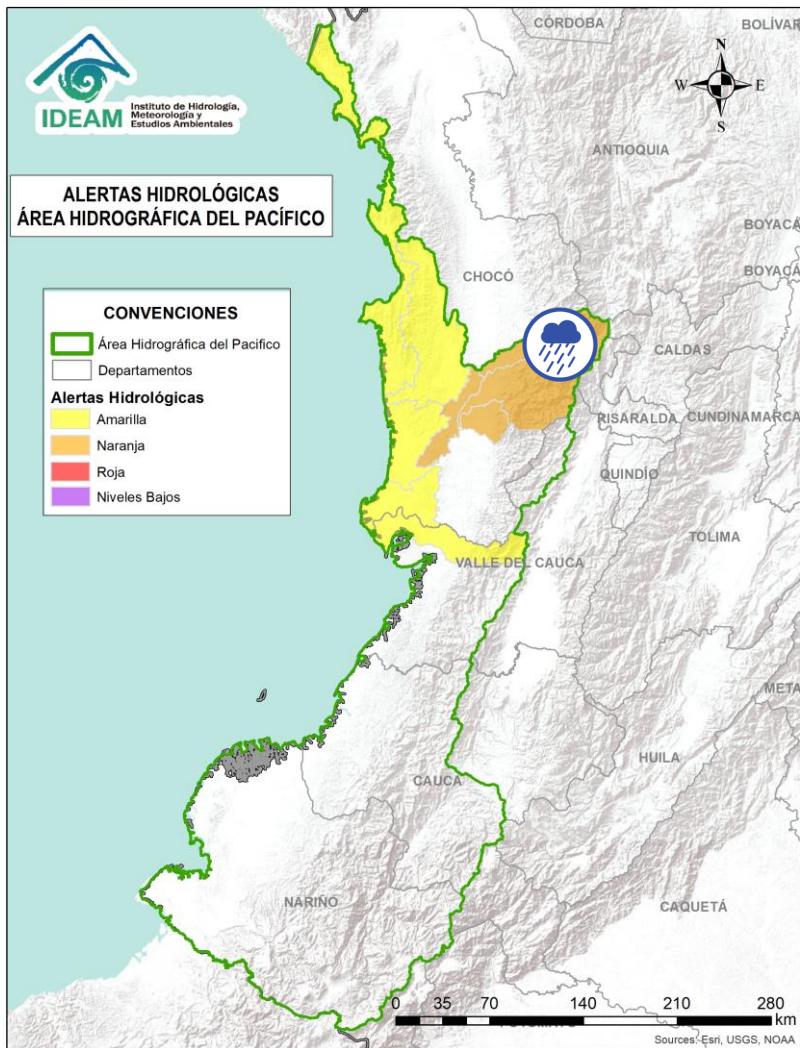 IDEAM
Instituto de Hidrología,
Meteorología y
Estudios Ambientales
ALERTAS HIDROLÓGICAS
ÁREA HIDROGRÁFICA DEL PACÍFICO
CONVENCIONES
Área Hidrográfica del Pacifico
Departamentos
Alertas Hidrológicas
Amarilla
Naranja
Roja
Niveles Bajos
CÓRDOBA
BOLÍVAR
N
W
E
S
ANTIOQUIA
BOYACÁ
CHOCÓ
BOYACÁ
CALDAS
RISARALDA
CUNDINAMARCA
QUINDÍO
TOLIMA
VALLE DEL CAUCA
META
HUILA
CAUCA
NARIÑO
CAQUETÁ
0 35 70 140 210 280
km
Sources: Esri, USGS, NOAA